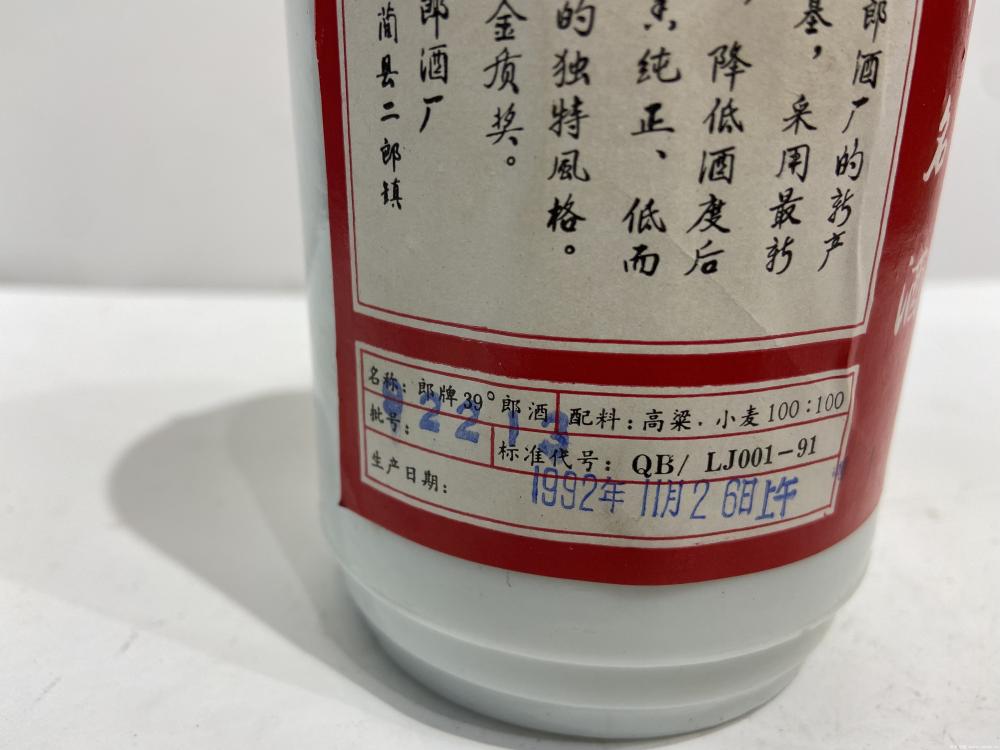 郎酒厂的新产
基，采用最新
降低酒度后
纯正、低而
的独特風格。
金质奖。
郎酒厂
蔺县二郎镇
名称：郎牌39°郎酒
配料：高粱．小麦100：100
批号：92213
标准代号：QB/ LJ001-91
生产日期：1992年11月26日上午
酒